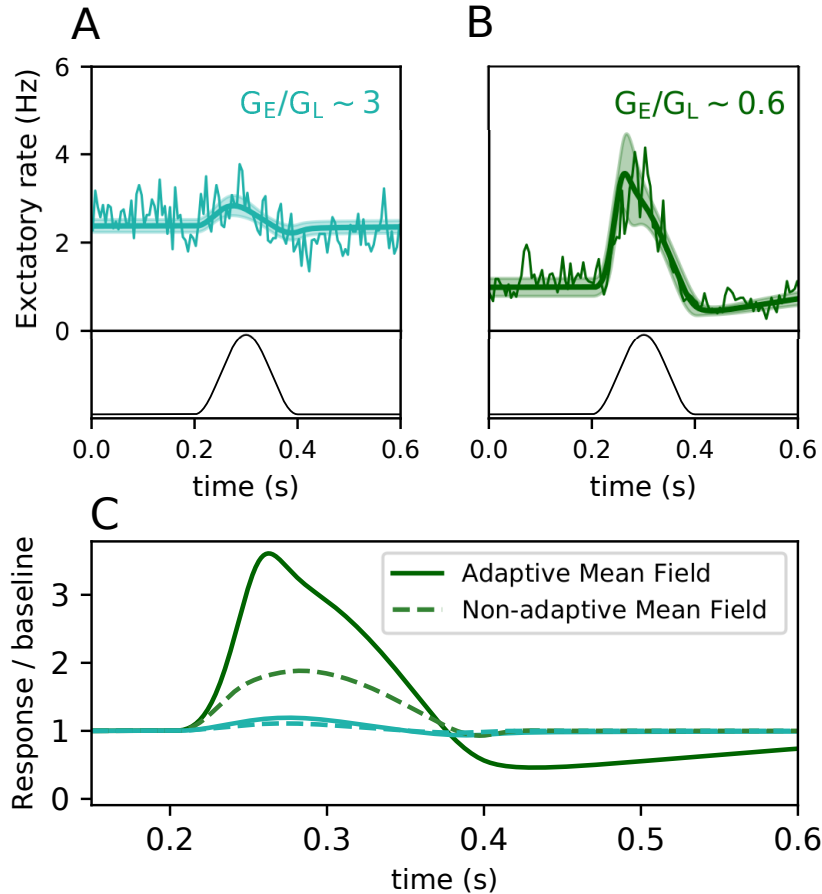 A
B
6
4
2
0
Exctatory rate (Hz)
G_E/G_L ~ 3
G_E/G_L ~ 0.6
0.0 0.2 0.4 0.6
time (s)
0.0 0.2 0.4 0.6
time (s)
C
Response / baseline
3
2
1
0
Adaptive Mean Field
Non-adaptive Mean Field
0.2 0.3 0.4 0.5 0.6
time (s)